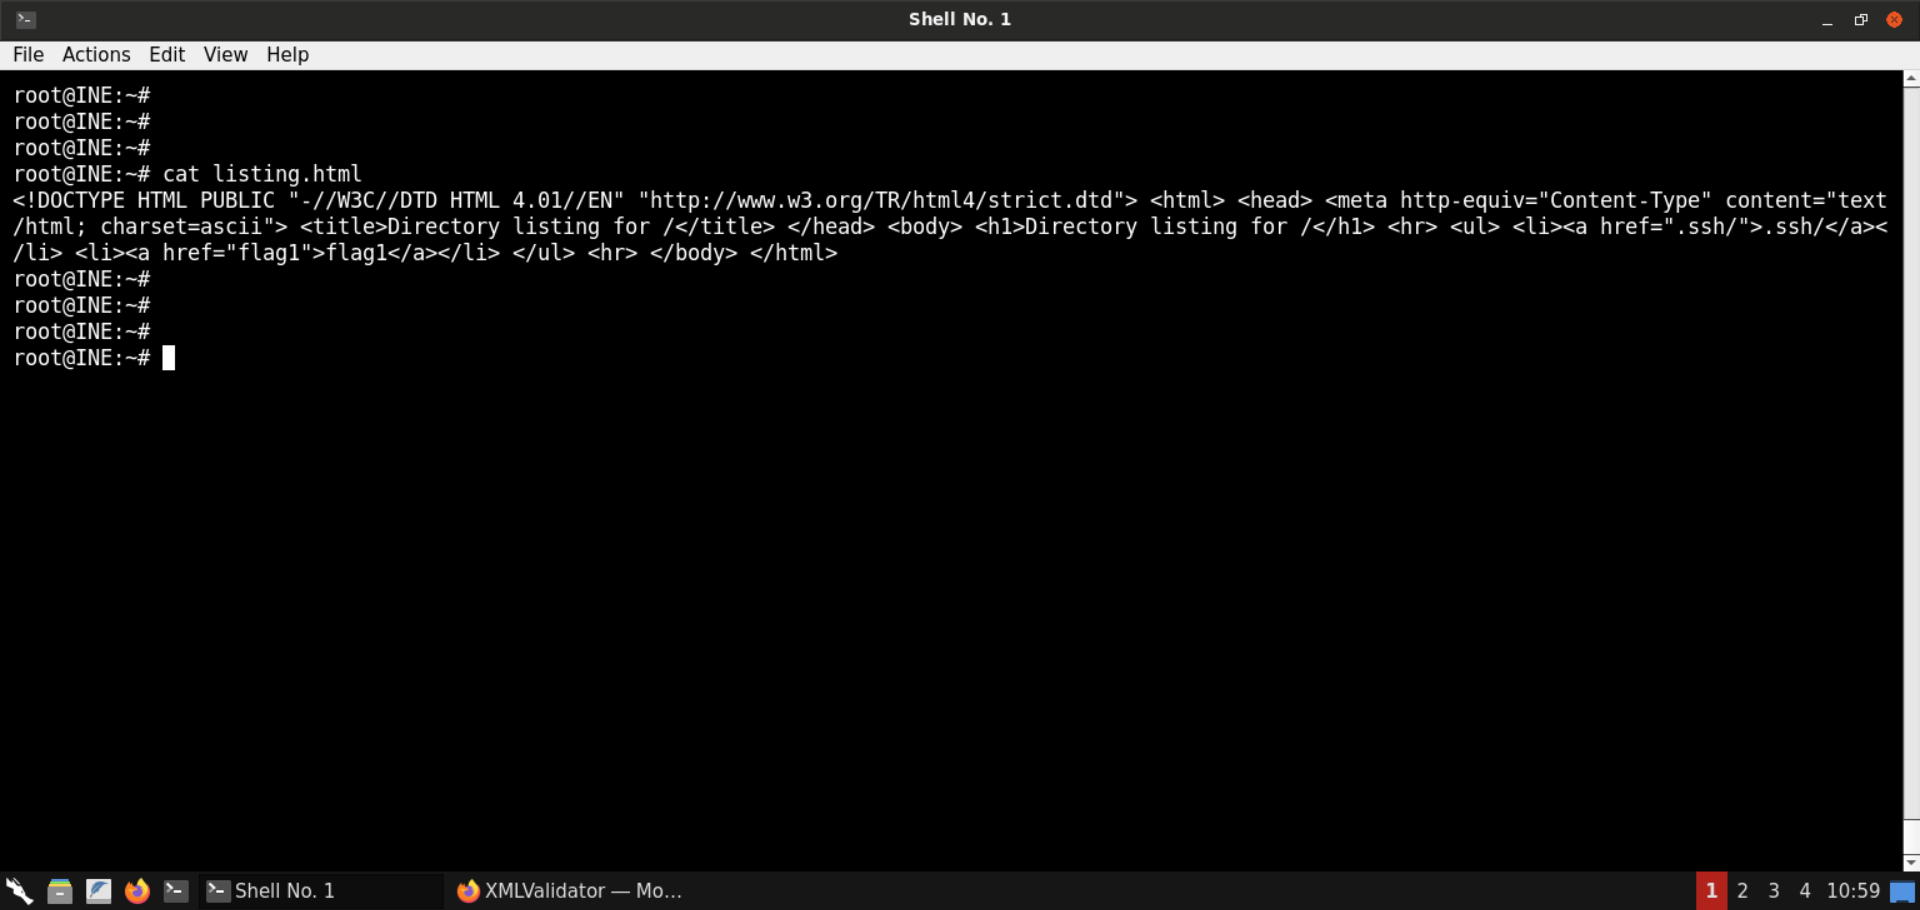 Shell No. 1
File Actions Edit View Help
root@INE:~#
root@INE:~#
root@INE:~#
root@INE:~# cat listing.html
<!DOCTYPE HTML PUBLIC "-//W3C//DTD HTML 4.01//EN" "http://www.w3.org/TR/html4/strict.dtd"> <html> <head> <meta http-equiv="Content-Type" content="text
/html; charset=ascii"> <title>Directory listing for /</title> </head> <body> <h1>Directory listing for /</h1> <hr> <ul> <li><a href=".ssh/">.ssh/</a><
/li> <li><a href="flag1">flag1</a></li> </ul> <hr> </body> </html>
root@INE:~#
root@INE:~#
root@INE:~#
root@INE:~#
Shell No. 1 XMLValidator — Mo... 1 2 3 4 10:59